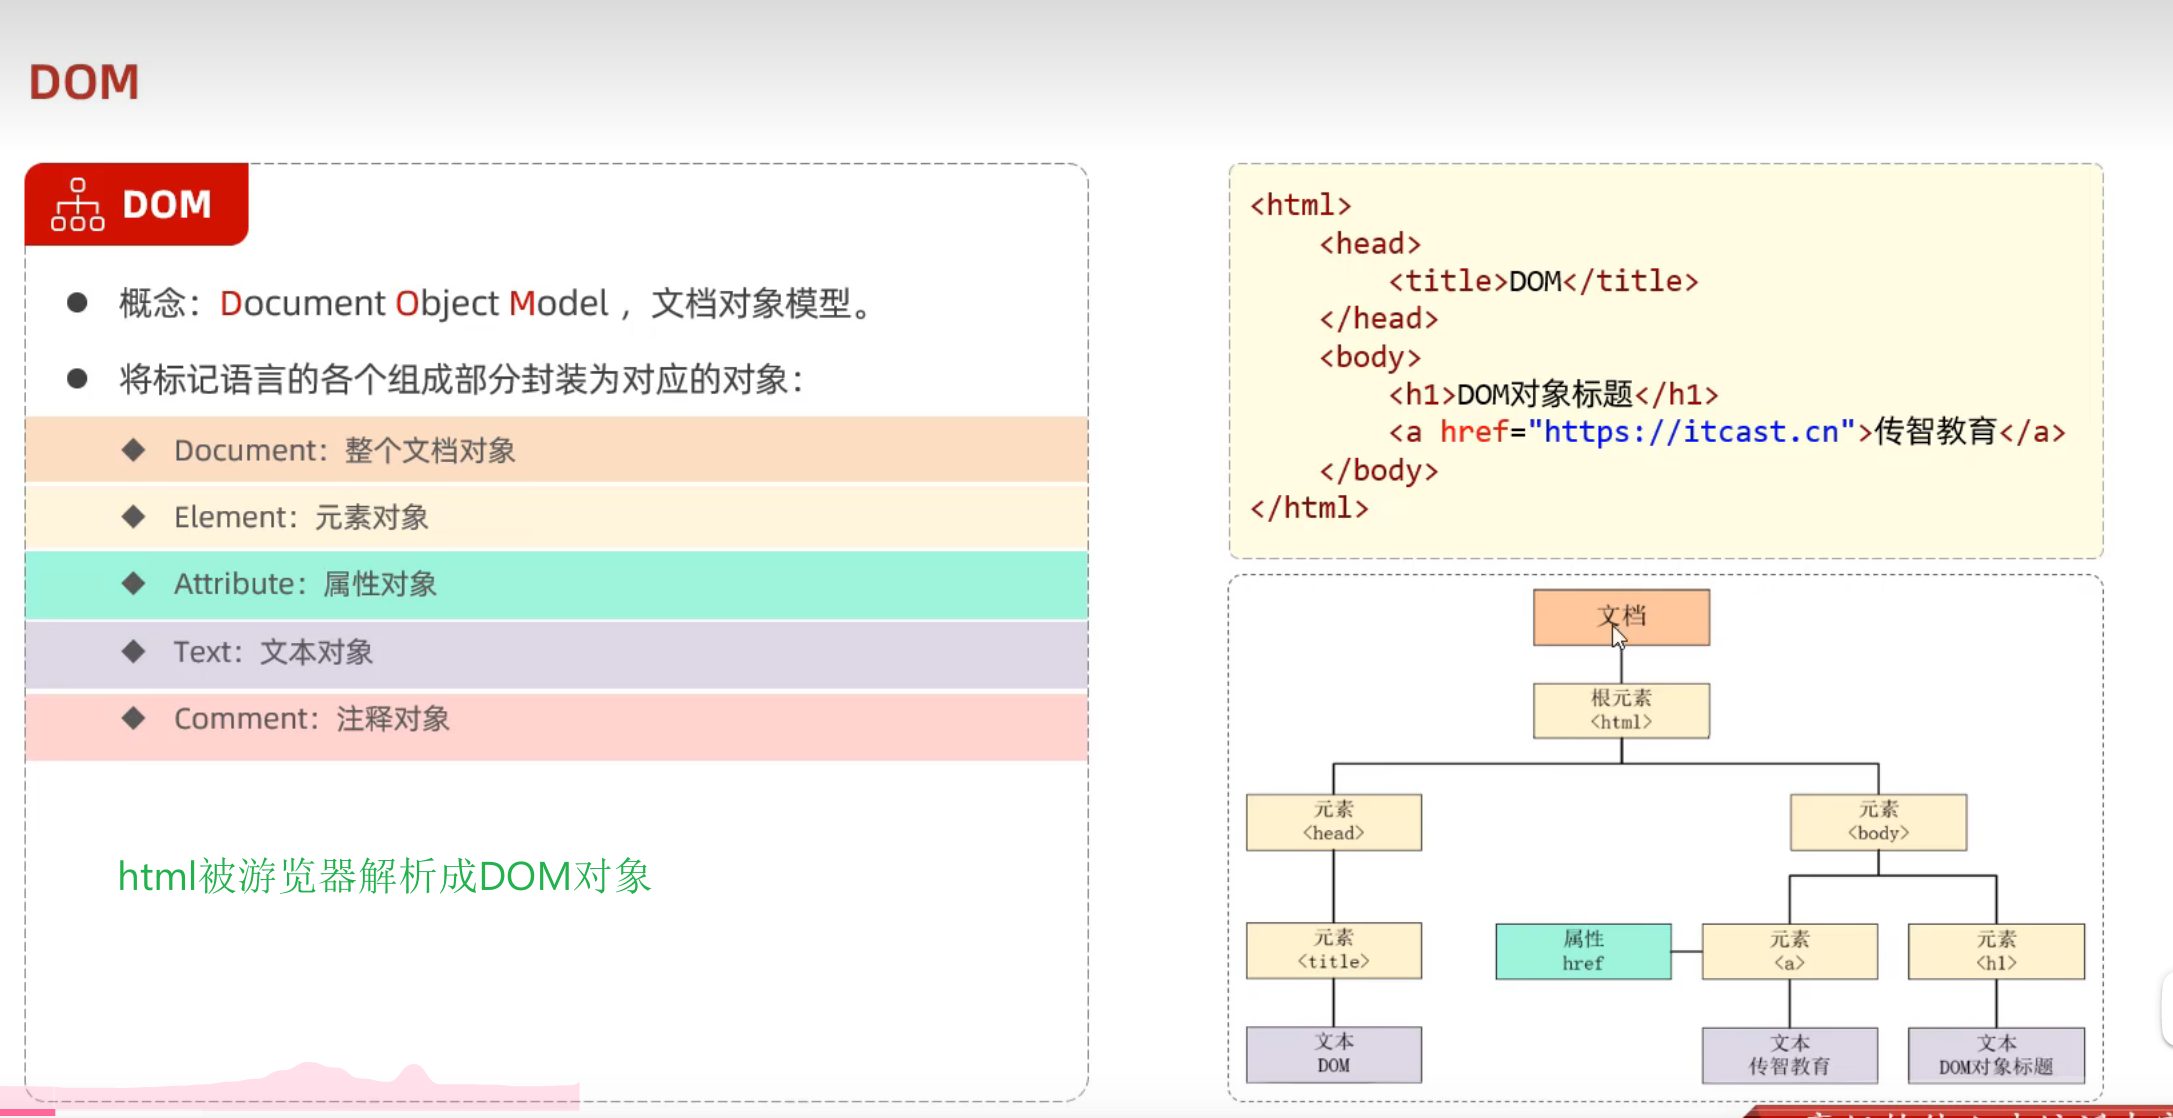 DOM
DOM
概念：Document Object Model ，文档对象模型。
将标记语言的各个组成部分封装为对应的对象：
Document：整个文档对象
Element：元素对象
Attribute：属性对象
Text：文本对象
Comment：注释对象
html被游览器解析成DOM对象
<html>
<head>
<title>DOM</title>
</head>
<body>
<h1>DOM对象标题</h1>
<a href="https://itcast.cn">传智教育</a>
</body>
</html>
文档
根元素
<html>
元素
<head>
元素
<body>
元素
<title>
属性
href
元素
<a>
元素
<h1>
文本
DOM
文本
传智教育
文本
DOM对象标题